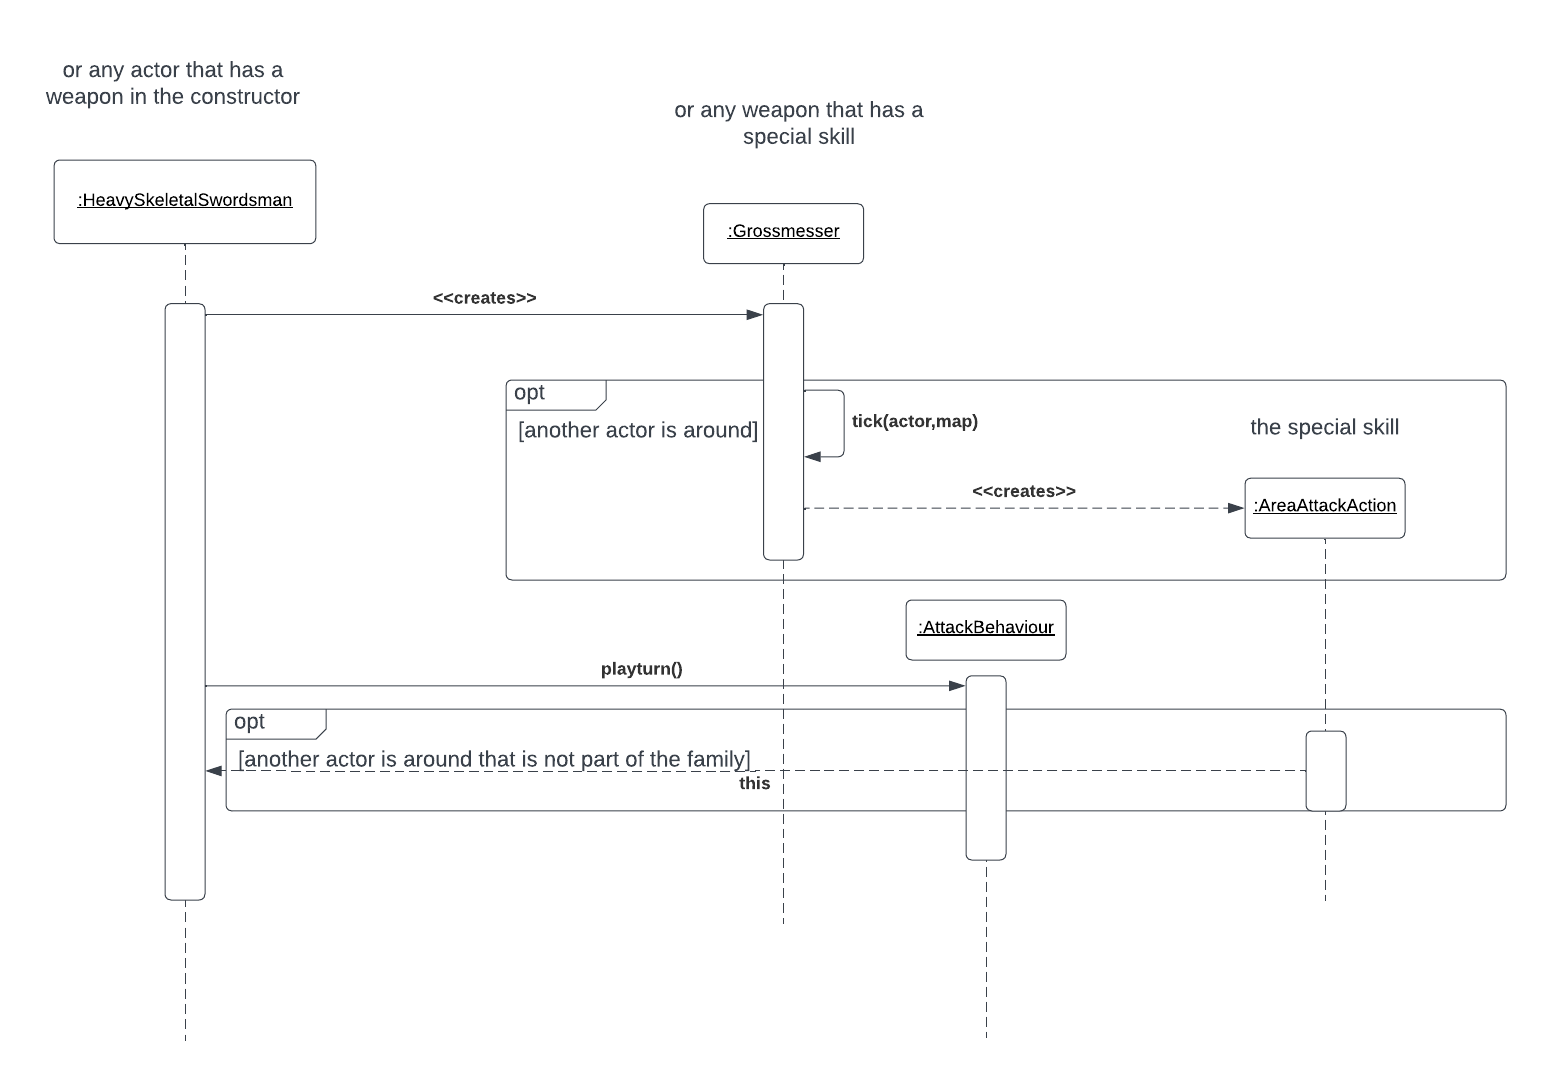 or any actor that has a
weapon in the constructor
or any weapon that has a
special skill
:HeavySkeletalSwordsman
:Grossmesser
<<creates>>
opt
[another actor is around]
tick(actor,map)
the special skill
<<creates>>
:AreaAttackAction
:AttackBehaviour
playturn()
opt
[another actor is around that is not part of the family]
this